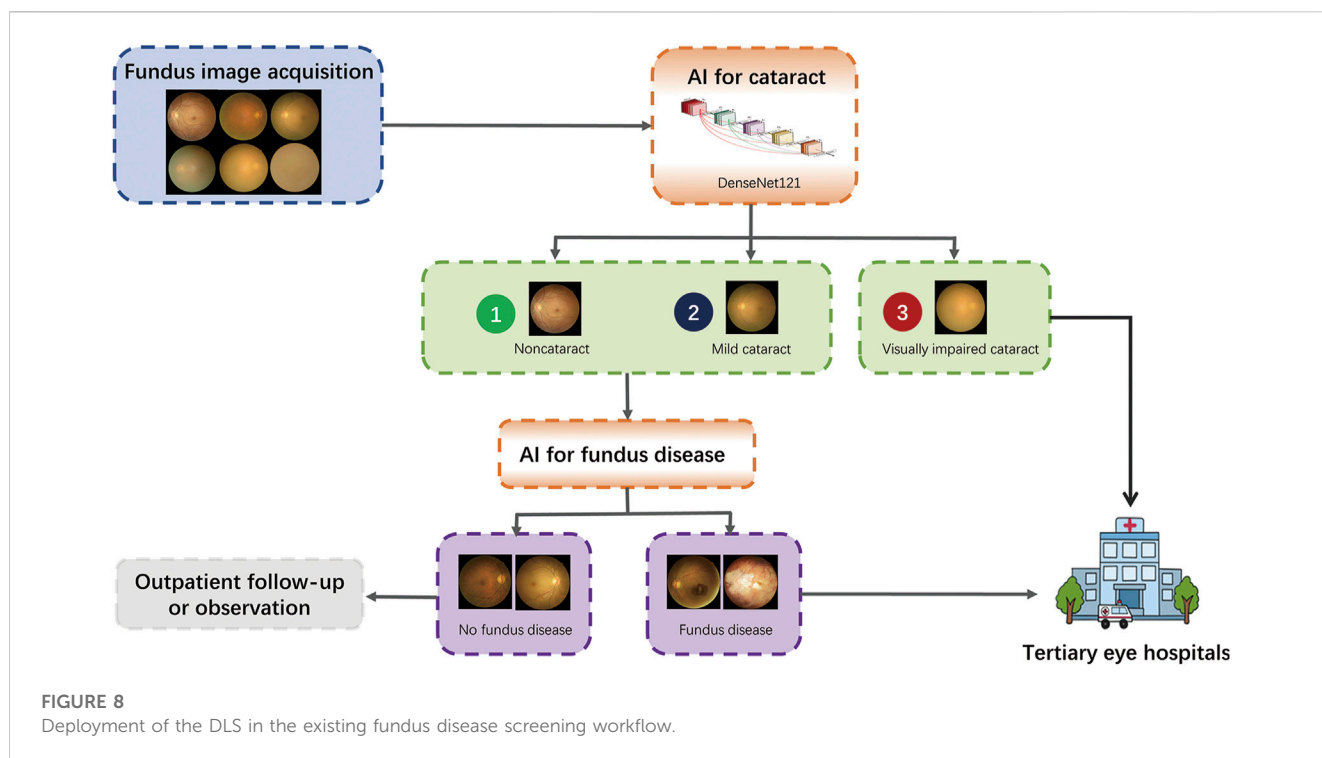 Fundus image acquisition
AI for cataract
DenseNet121
1
Noncataract
2
Mild cataract
3
Visually impaired cataract
AI for fundus disease
No fundus disease
Fundus disease
Outpatient follow-up
or observation
Tertiary eye hospitals
FIGURE 8
Deployment of the DLS in the existing fundus disease screening workflow.